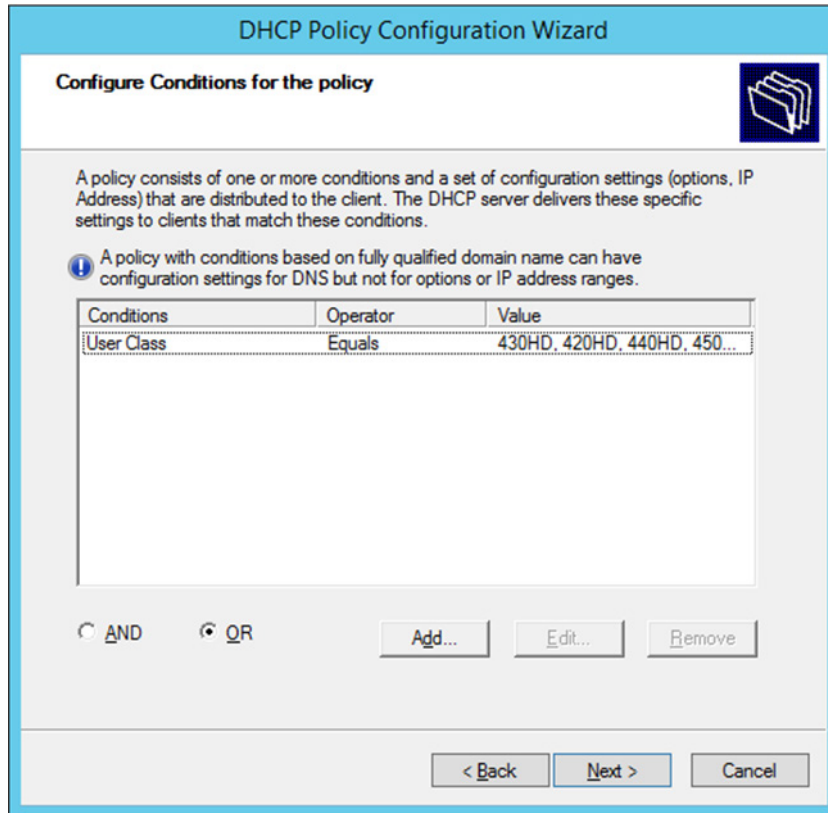 DHCP Policy Configuration Wizard
Configure Conditions for the policy
A policy consists of one or more conditions and a set of configuration settings (options, IP
Address) that are distributed to the client. The DHCP server delivers these specific
settings to clients that match these conditions.
A policy with conditions based on fully qualified domain name can have
configuration settings for DNS but not for options or IP address ranges.
Conditions Operator Value
User Class Equals 430HD, 420HD, 440HD, 450...
AND OR Add... Edit... Remove
< Back Next > Cancel